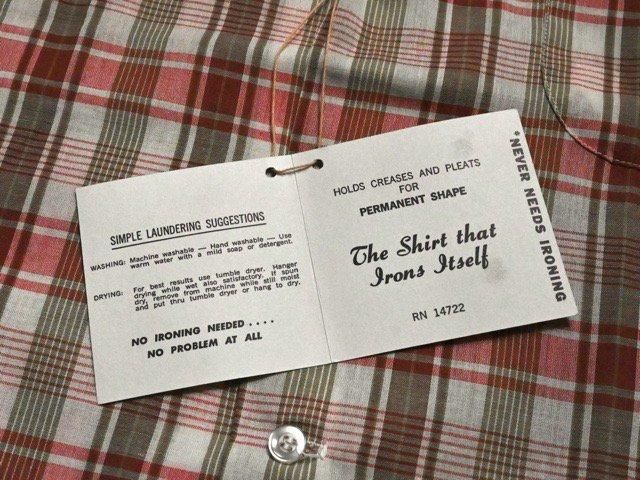 SIMPLE LAUNDERING SUGGESTIONS
WASHING: Machine washable — Hand washable — Use
warm water with a mild soap or detergent.
DRYING: For best results use tumble dryer. Hanger
drying while wet also satisfactory. If spun
dry, remove from machine while still moist
and put thru tumble dryer or hang to dry.
NO IRONING NEEDED ....
NO PROBLEM AT ALL
HOLDS CREASES AND PLEATS
FOR
PERMANENT SHAPE
The Shirt that
Irons Itself
RN 14722
*NEVER NEEDS IRONING